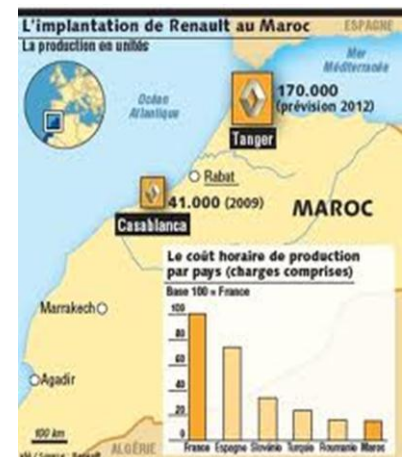 L'implantation de Renault au Maroc
La production en unités
ESPAGNE
Mer
Méditerranée
Océan
Atlantique
170.000
(prévision 2012)
Tanger
Rabat
41.000 (2009)
MAROC
Casablanca
Le coût horaire de production
par pays (charges comprises)
Base 100 = France
100
80
60
40
20
0
Marrakech
Agadir
100 km
ALGÉRIE
France Espagne Slovénie Turquie Roumanie Maroc
Source : Renault